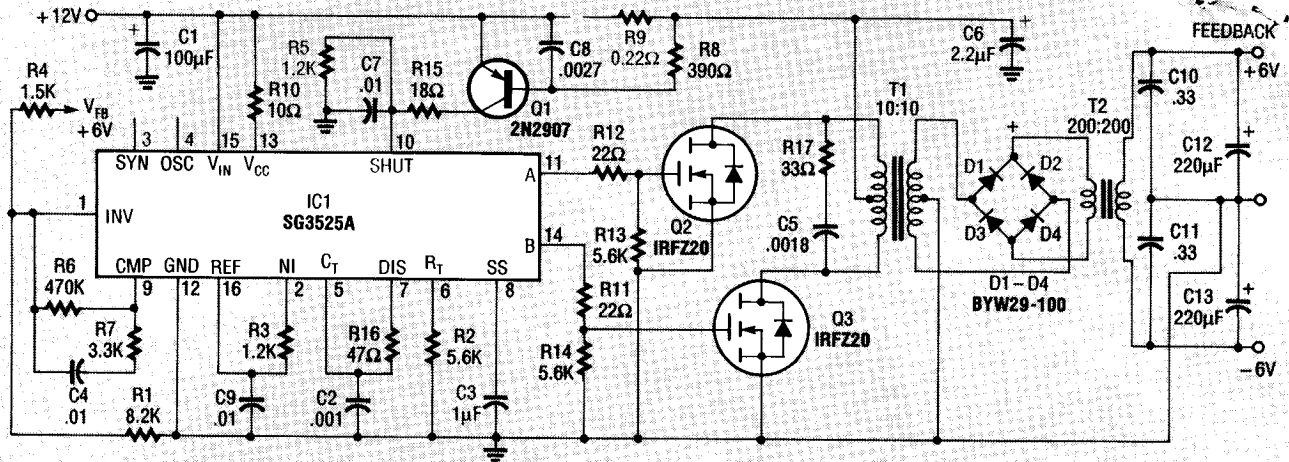 +12V
C1
100µF
R5
1.2K
C7
.01
R15
18Ω
C8
.0027
R9
0.22Ω
R8
390Ω
C6
2.2µF
FEEDBACK
+6V
R4
1.5K
VFB
+6V
R10
10Ω
Q1
2N2907
T1
10:10
T2
200:200
C10
.33
C12
220µF
3
4
15
13
10
SYN
OSC
VIN
VCC
SHUT
11
A
R12
22Ω
R17
33Ω
D1
D2
D3
D4
1
INV
IC1
SG3525A
B
14
R13
5.6K
Q2
IRFZ20
C5
.0018
C11
.33
CMP
GND
REF
NI
CT
DIS
RT
SS
9
12
16
2
5
7
6
8
D1–D4
BYW29-100
C13
220µF
R6
470K
R7
3.3K
R3
1.2K
R16
47Ω
R2
5.6K
R11
22Ω
Q3
IRFZ20
R14
5.6K
–6V
C4
.01
R1
8.2K
C9
.01
C2
.001
C3
1µF
+
+
+
+
+